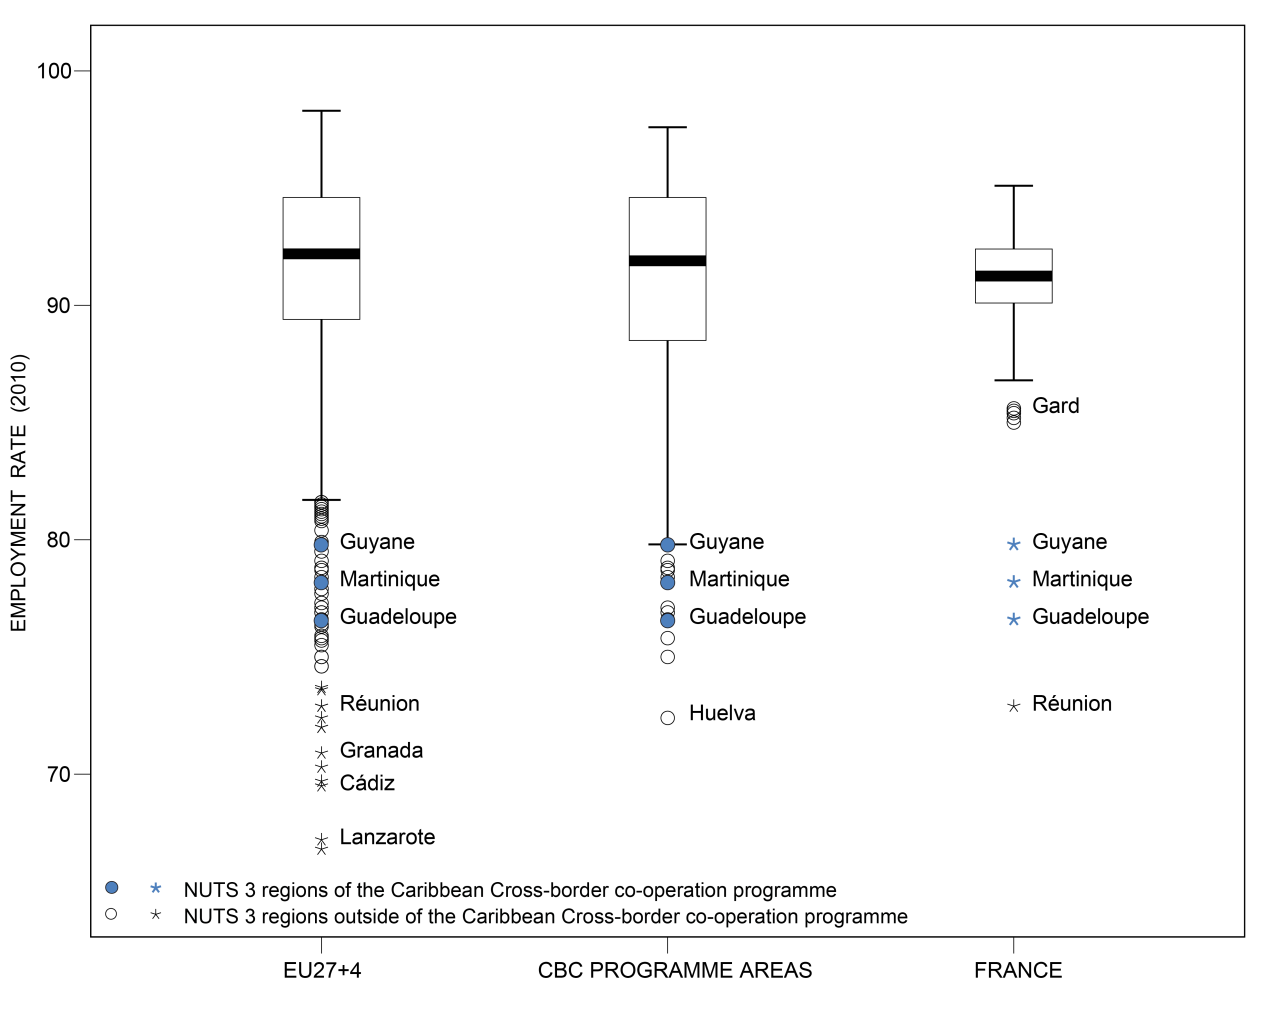 100
90
80
70
EMPLOYMENT RATE (2010)
Guyane
Martinique
Guadeloupe
Réunion
Granada
Cádiz
Lanzarote
Guyane
Martinique
Guadeloupe
Huelva
Gard
Guyane
Martinique
Guadeloupe
Réunion
NUTS 3 regions of the Caribbean Cross-border co-operation programme
NUTS 3 regions outside of the Caribbean Cross-border co-operation programme
EU27+4
CBC PROGRAMME AREAS
FRANCE